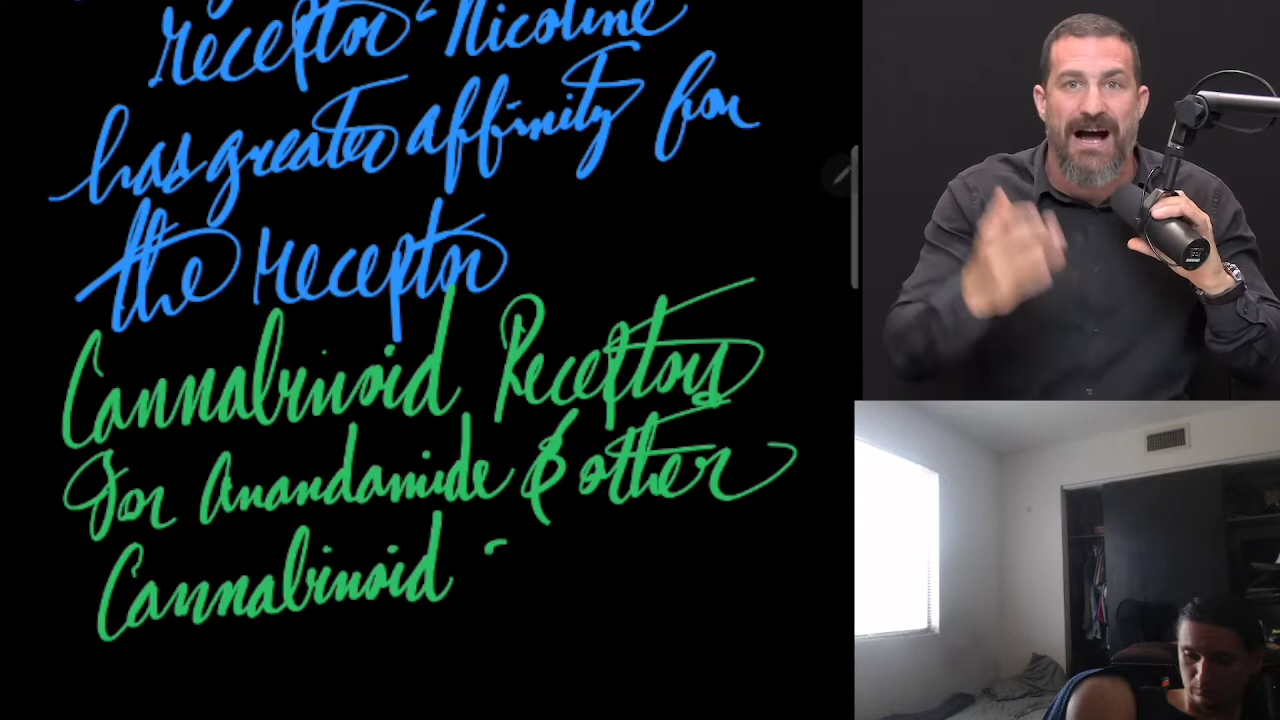 receptor - Nicotine
has greater affinity for
the receptor
Cannabinoid Receptors
for anandamide & other
Cannabinoid -